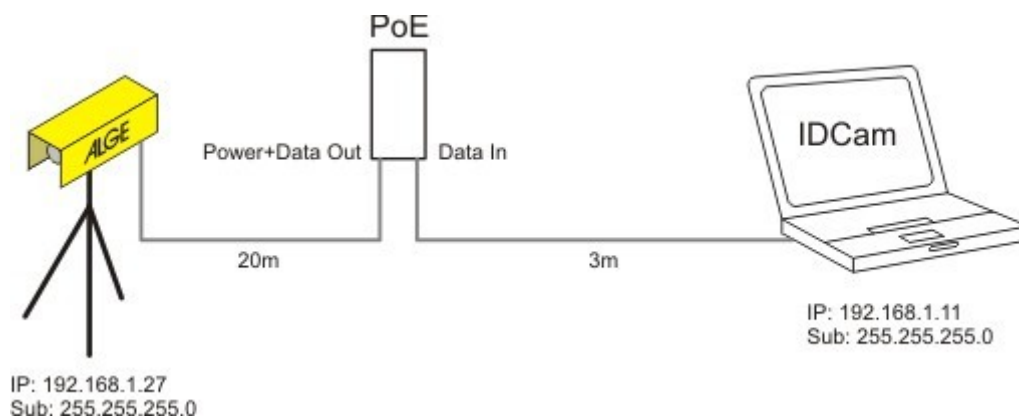 PoE
ALGE
IDCam
Power+Data Out
Data In
20m
3m
IP: 192.168.1.11
Sub: 255.255.255.0
IP: 192.168.1.27
Sub: 255.255.255.0